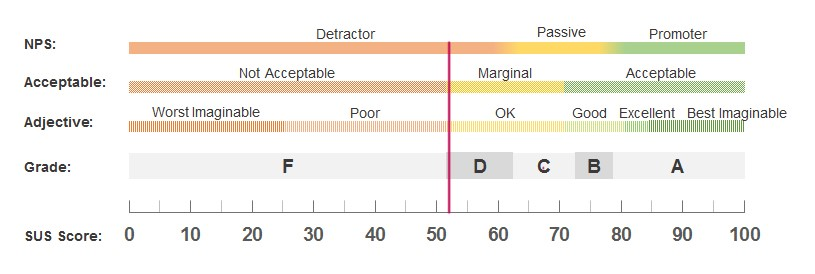 NPS: Detractor Passive Promoter
Acceptable: Not Acceptable Marginal Acceptable
Adjective: Worst Imaginable Poor OK Good Excellent Best Imaginable
Grade: F D C B A
SUS Score: 0 10 20 30 40 50 60 70 80 90 100